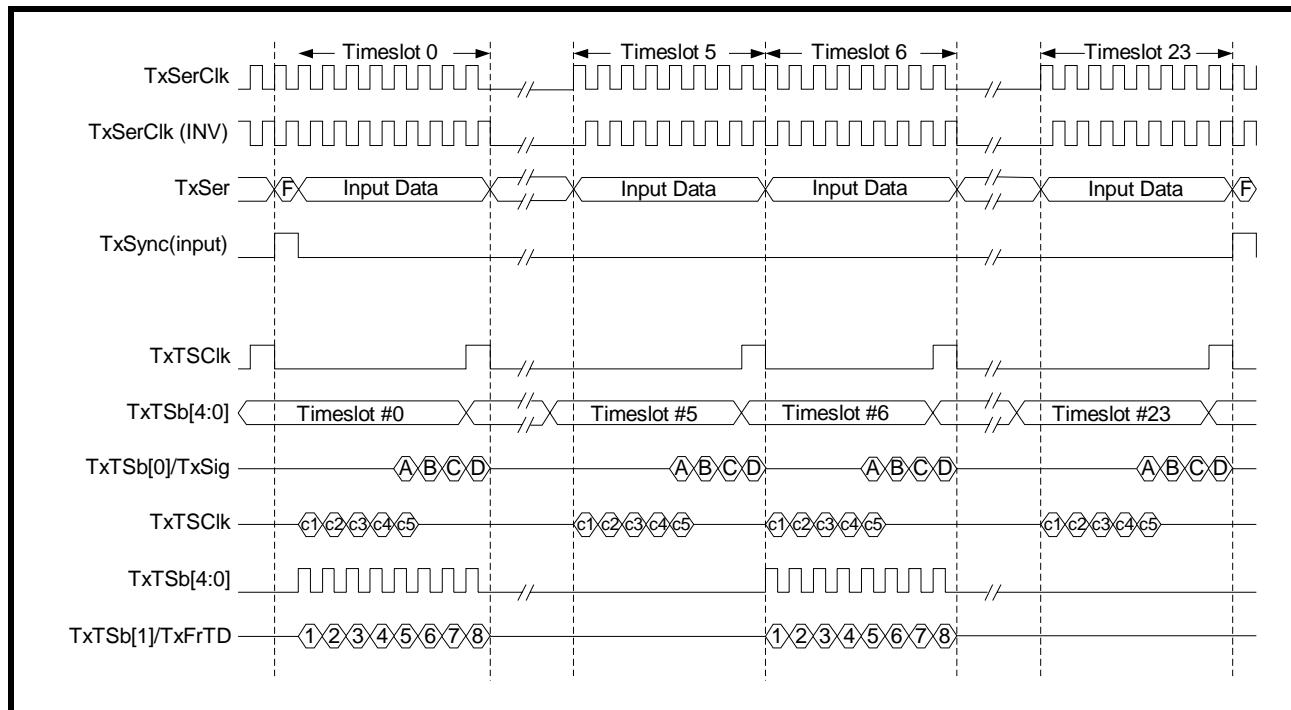 Timeslot 0 Timeslot 5 Timeslot 6 Timeslot 23
TxSerClk
TxSerClk (INV)
TxSer F Input Data Input Data Input Data Input Data F
TxSync(input)
TxTSClk
TxTSb[4:0] Timeslot #0 Timeslot #5 Timeslot #6 Timeslot #23
TxTSb[0]/TxSig A B C D A B C D A B C D A B C D
TxTSClk c1 c2 c3 c4 c5 c1 c2 c3 c4 c5 c1 c2 c3 c4 c5 c1 c2 c3 c4 c5
TxTSb[4:0]
TxTSb[1]/TxFrTD 1 2 3 4 5 6 7 8 1 2 3 4 5 6 7 8